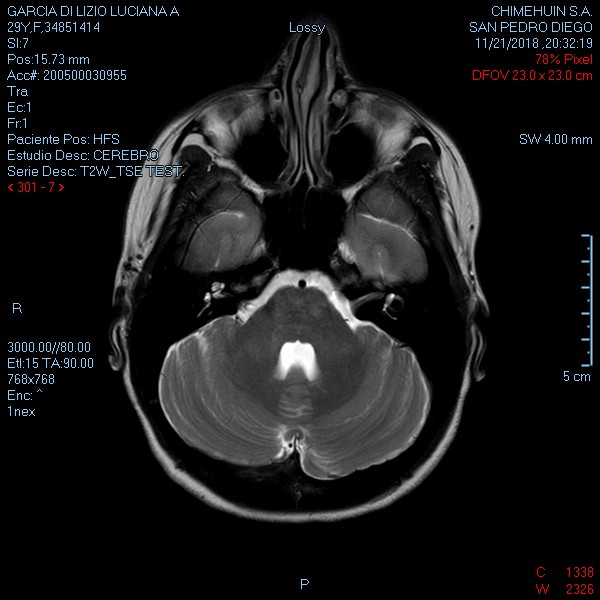 GARCIA DI LIZIO LUCIANA A
29Y,F,34851414
Sl:7
Pos:15.73 mm
Acc#: 200500030955
Tra
Ec:1
Fr:1
Paciente Pos: HFS
Estudio Desc: CEREBRO
Serie Desc: T2W_TSE TEST.
< 301 - 7 >
Lossy
CHIMEHUIN S.A.
SAN PEDRO DIEGO
11/21/2018 ,20:32:19
78% Pixel
DFOV 23.0 x 23.0 cm
SW 4.00 mm
R
3000.00//80.00
Etl:15 TA:90.00
768x768
Enc: ^
1nex
5 cm
P
C 1338
W 2326